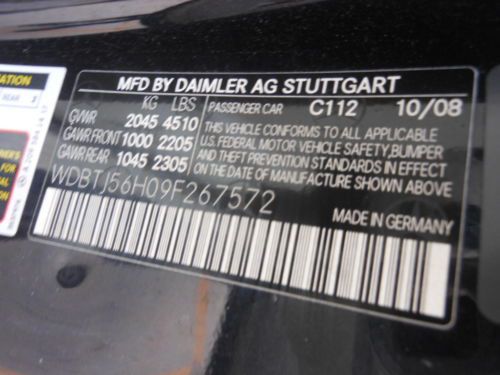 MFD BY DAIMLER AG STUTTGART
KG LBS PASSENGER CAR C112 10/08
GVWR 2045 4510
GAWR FRONT 1000 2205
GAWR REAR 1045 2305
THIS VEHICLE CONFORMS TO ALL APPLICABLE
U.S. FEDERAL MOTOR VEHICLE SAFETY, BUMPER
AND THEFT PREVENTION STANDARDS IN EFFECT
ON THE DATE OF MANUFACTURE
WDBTJ56H09F267572
MADE IN GERMANY
REAR